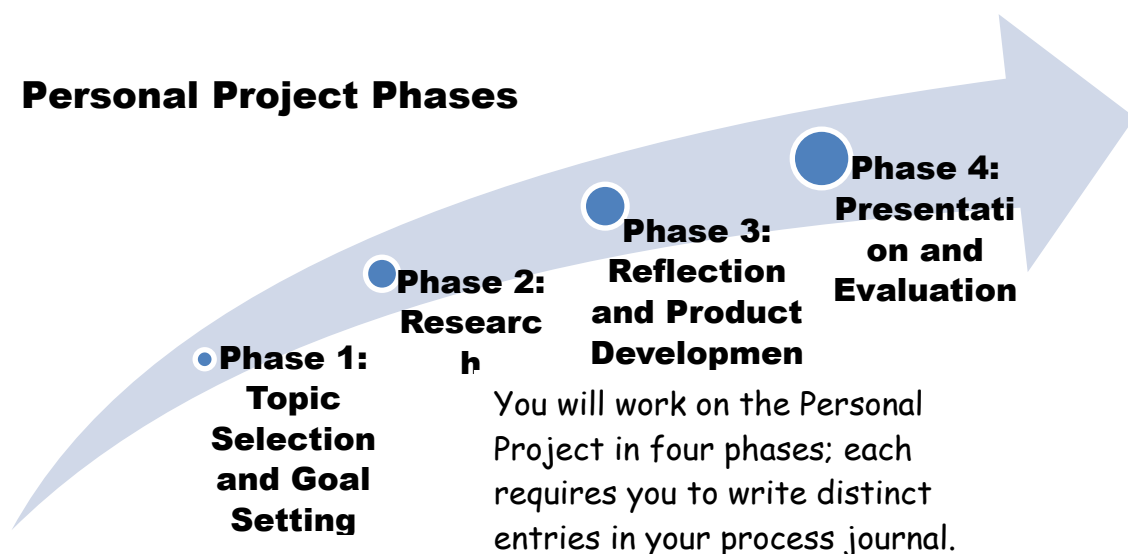 Personal Project Phases
Phase 1:
Topic
Selection
and Goal
Setting
Phase 2:
Researc
h
Phase 3:
Reflection
and Product
Developmen
Phase 4:
Presentati
on and
Evaluation
You will work on the Personal
Project in four phases; each
requires you to write distinct
entries in your process journal.